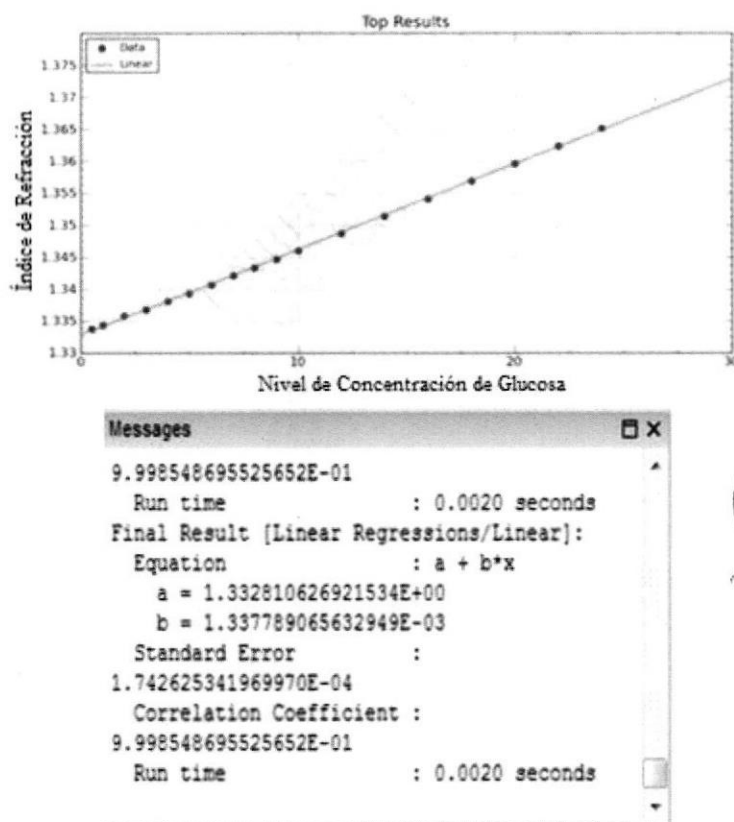 Top Results
Data
Linear
1.375
1.37
1.365
1.36
1.355
1.35
1.345
1.34
1.335
1.33
Índice de Refracción
0 10 20 30
Nivel de Concentración de Glucosa
Messages
9.998548695525652E-01
Run time : 0.0020 seconds
Final Result [Linear Regressions/Linear]:
Equation : a + b*x
a = 1.332810626921534E+00
b = 1.337789065632949E-03
Standard Error :
1.742625341969970E-04
Correlation Coefficient :
9.998548695525652E-01
Run time : 0.0020 seconds